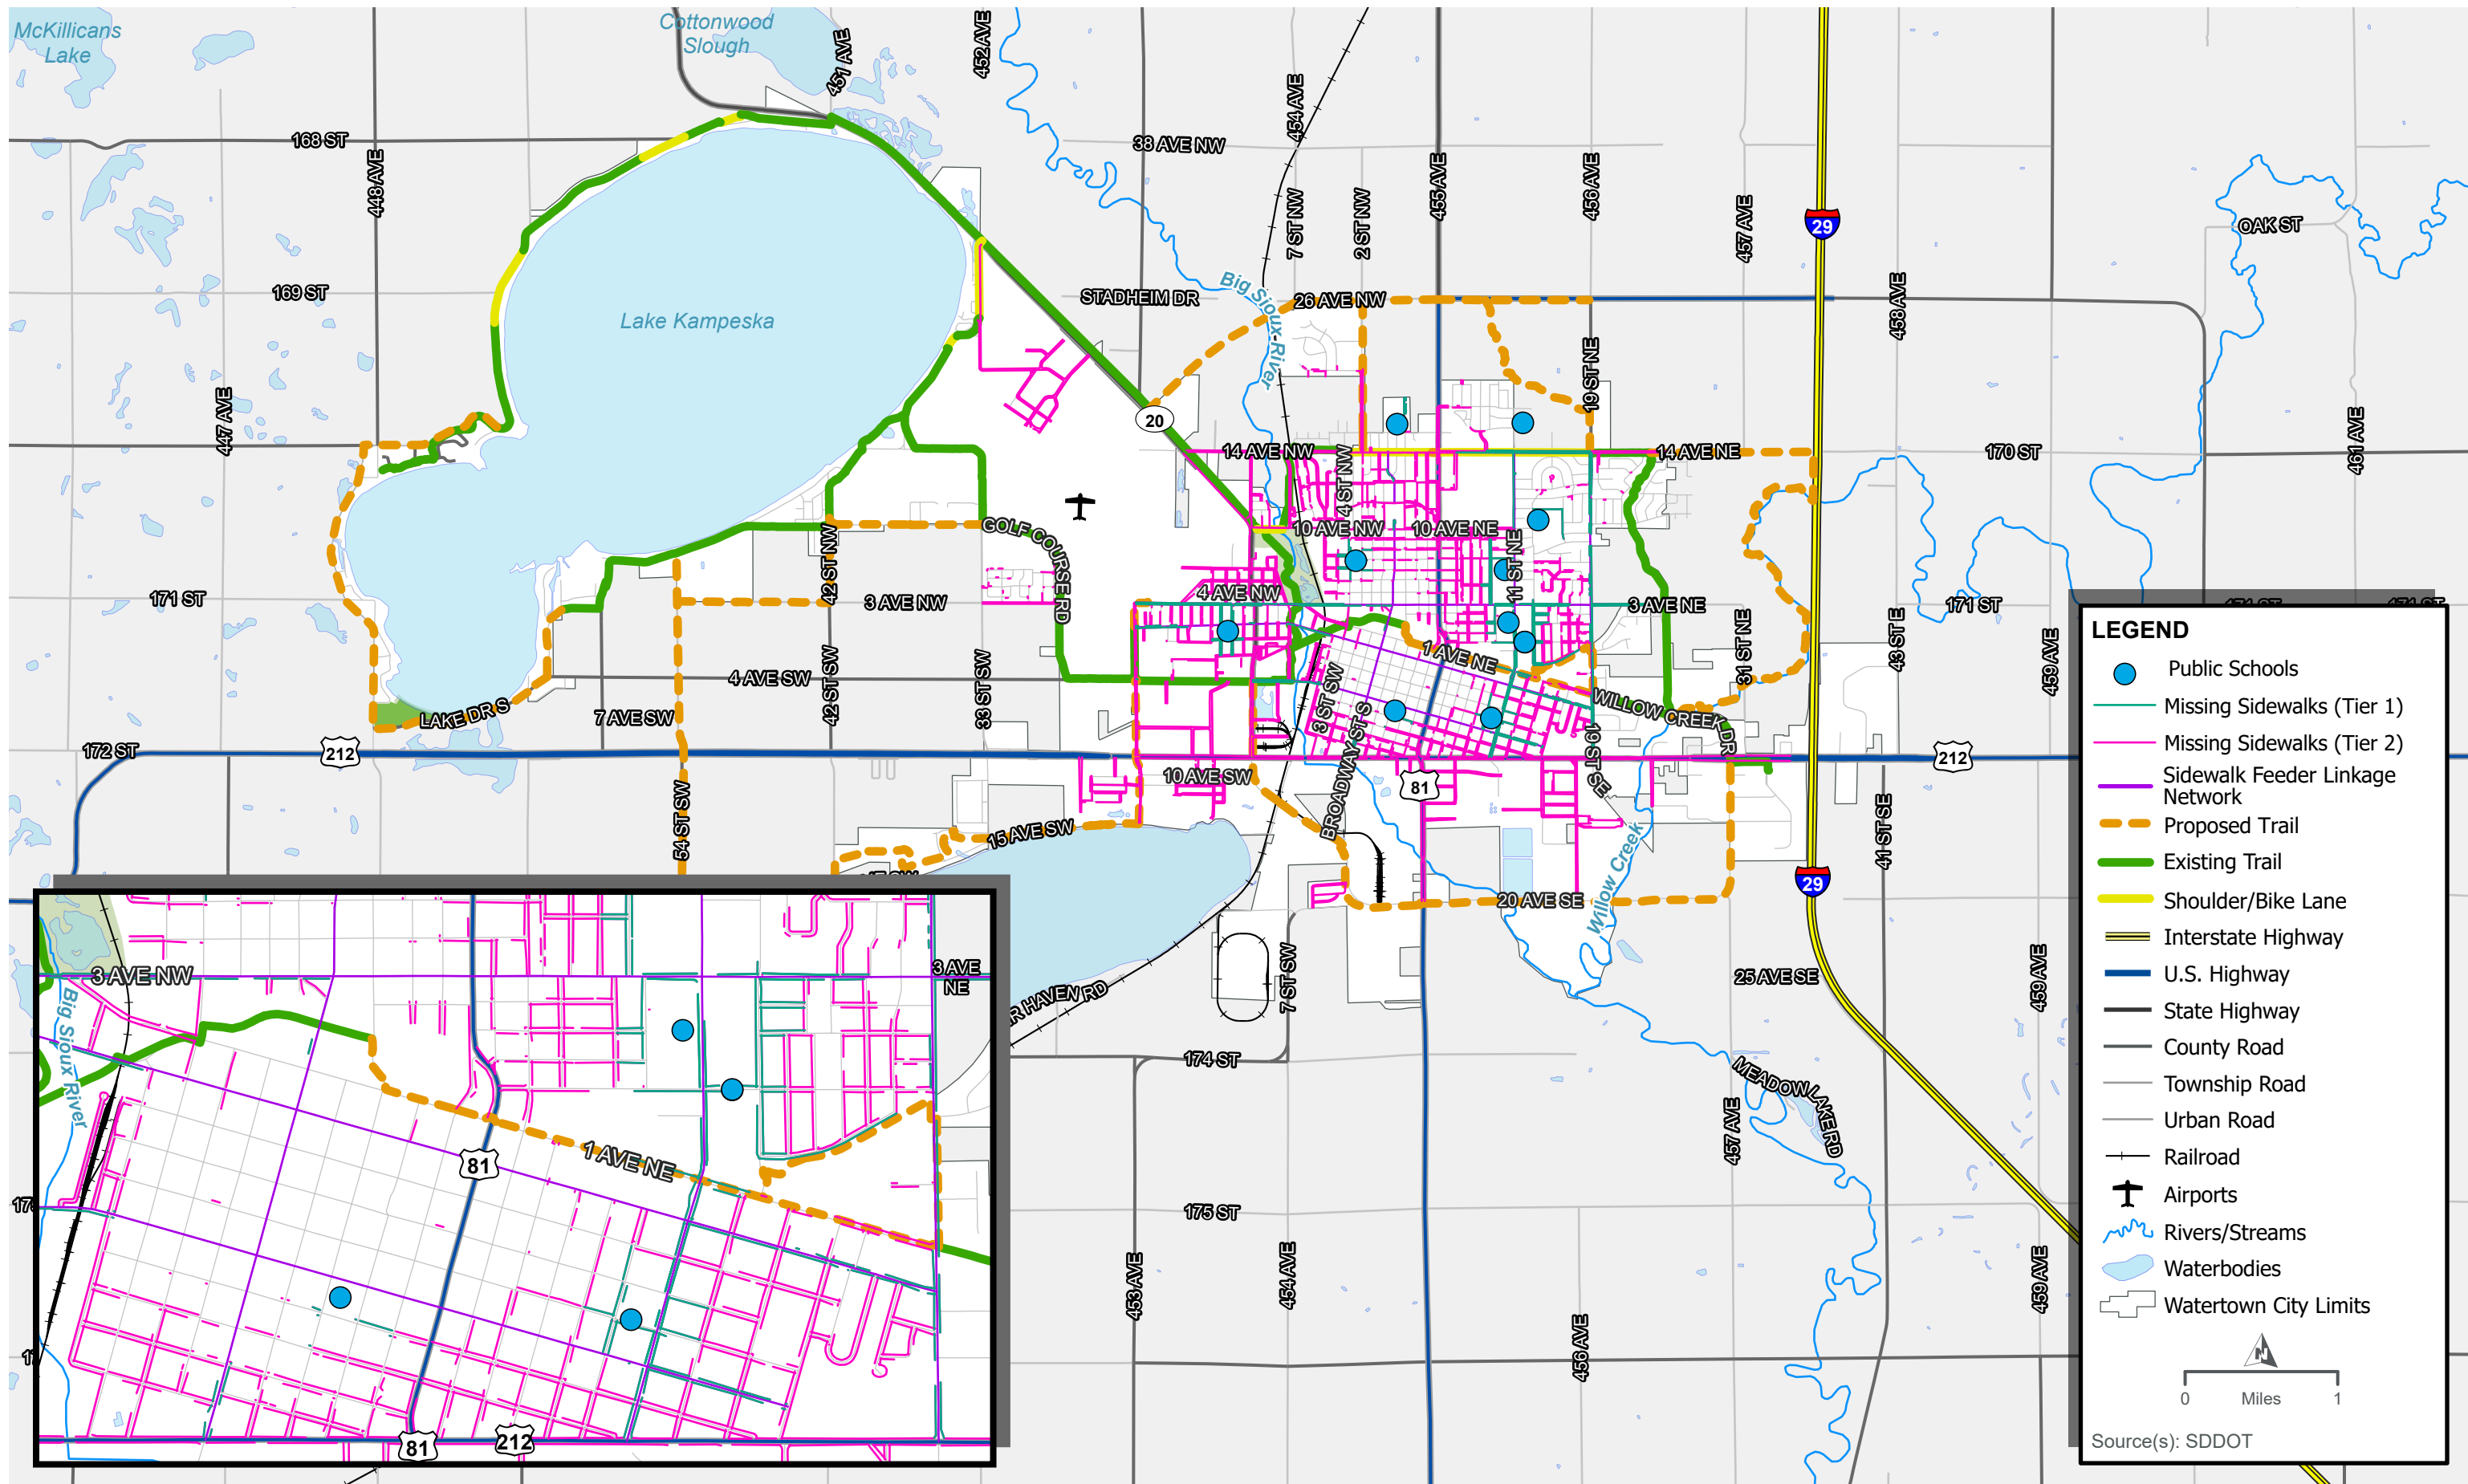 McKillicans
Lake
Cottonwood
Slough
451 AVE
452 AVE
454 AVE
168 ST
448 AVE
38 AVE NW
7 ST NW
2 ST NW
455 AVE
456 AVE
457 AVE
29
OAK ST
169 ST
STADHEIM DR
Big Sioux River
26 AVE NW
458 AVE
Lake Kampeska
447 AVE
20
19 ST NE
461 AVE
14 AVE NW
4 ST NW
14 AVE NE
170 ST
GOLF COURSE RD
10 AVE NW
10 AVE NE
42 ST NW
11 ST NE
171 ST
3 AVE NW
4 AVE NW
3 AVE NE
171 ST
31 ST NE
43 ST E
459 AVE
1 AVE NE
4 AVE SW
42 ST SW
33 ST SW
3 ST SW
LAKE DR S
7 AVE SW
BROADWAY ST S
WILLOW CREEK DR
19 ST SE
172 ST
212
10 AVE SW
81
212
54 ST SW
15 AVE SW
Willow Creek
41 ST SE
29
20 AVE SE
7 ST SW
25 AVE SE
459 AVE
174 ST
MEADOW LAKE RD
457 AVE
175 ST
453 AVE
454 AVE
456 AVE
459 AVE
3 AVE NW
3 AVE
NE
Big Sioux River
81
1 AVE NE
81
212
LEGEND
Public Schools
Missing Sidewalks (Tier 1)
Missing Sidewalks (Tier 2)
Sidewalk Feeder Linkage
Network
Proposed Trail
Existing Trail
Shoulder/Bike Lane
Interstate Highway
U.S. Highway
State Highway
County Road
Township Road
Urban Road
Railroad
Airports
Rivers/Streams
Waterbodies
Watertown City Limits
N
0
Miles
1
Source(s): SDDOT